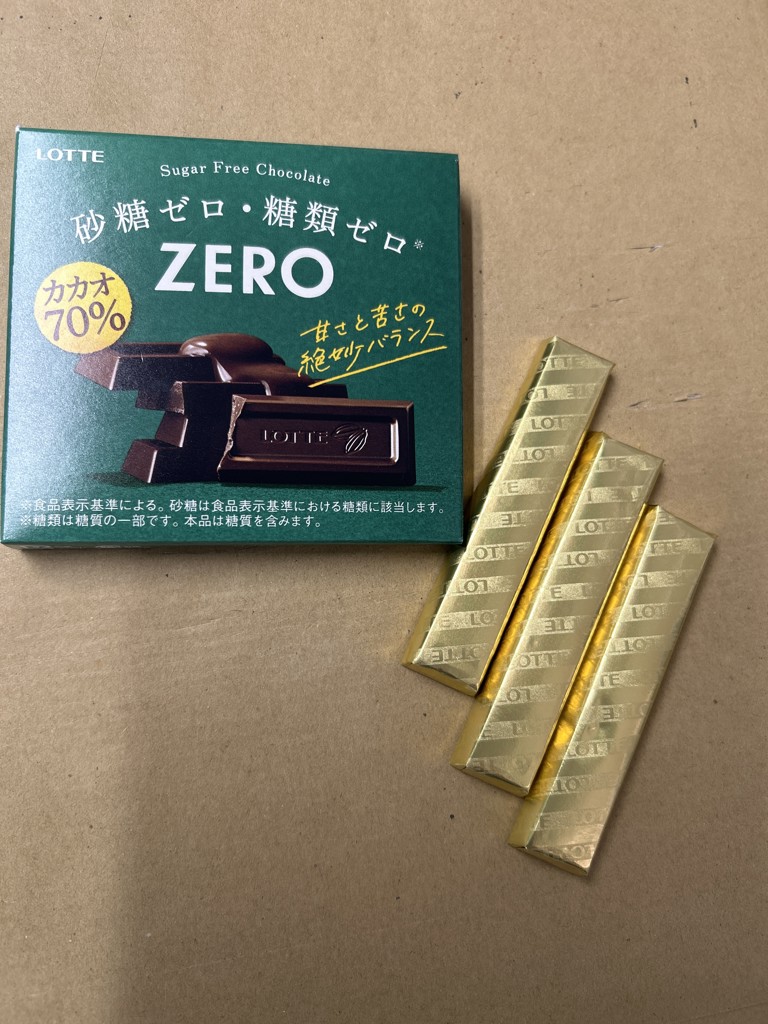 LOTTE
Sugar Free Chocolate
砂糖ゼロ・糖類ゼロ※
ZERO
カカオ
70%
甘さと苦さの
絶妙バランス
LOTTE
※食品表示基準による。砂糖は食品表示基準における糖類に該当します。
※糖類は糖質の一部です。本品は糖質を含みます。
LOTTE
LOTTE
LOTTE